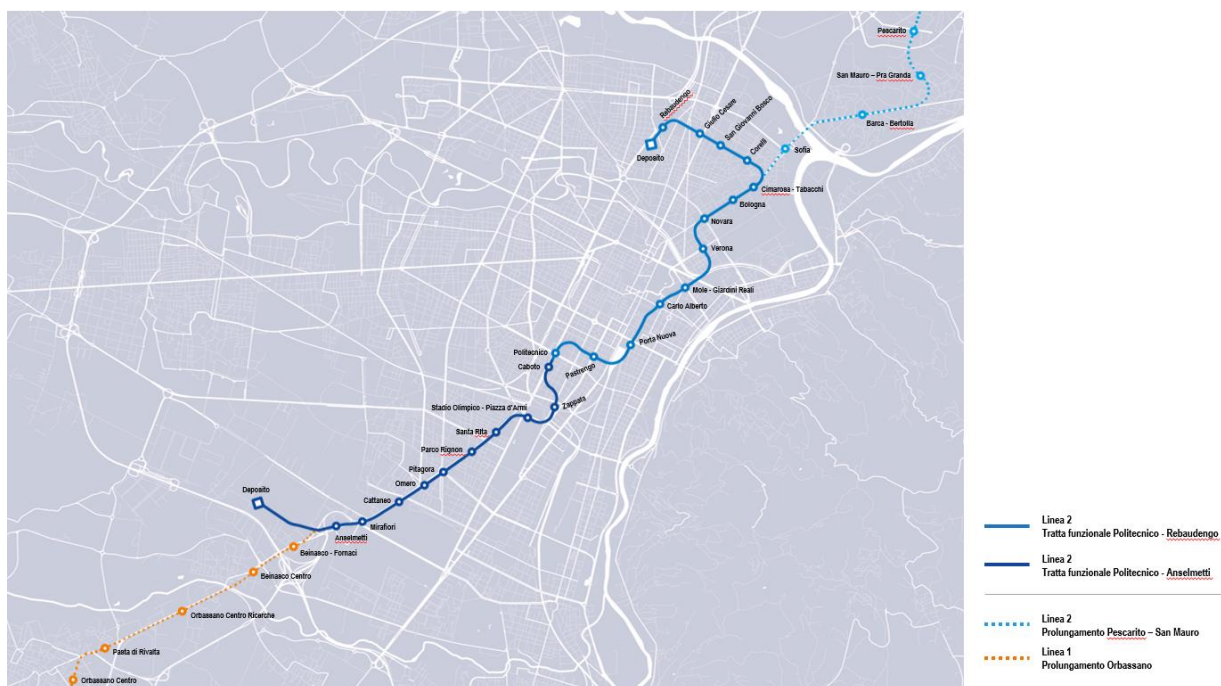 Pescarito
San Mauro – Pra Granda
Barca - Bertolla
Sofia
Rebaudengo
Giulio Cesare
San Giovanni Bosco
Corelli
Deposito
Cimarosa - Tabacchi
Bologna
Novara
Verona
Mole - Giardini Reali
Carlo Alberto
Porta Nuova
Pastrengo
Politecnico
Caboto
Zappata
Stadio Olimpico - Piazza d'Armi
Santa Rita
Parco Rignon
Pitagora
Omero
Cattaneo
Mirafiori
Anselmetti
Deposito
Beinasco - Fornaci
Beinasco Centro
Orbassano Centro Ricerche
Pasta di Rivalta
Orbassano Centro
Linea 2
Tratta funzionale Politecnico - Rebaudengo
Linea 2
Tratta funzionale Politecnico - Anselmetti
Linea 2
Prolungamento Pescarito – San Mauro
Linea 1
Prolungamento Orbassano